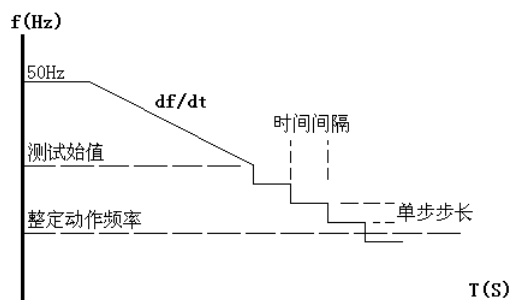 f(Hz)
50Hz
df/dt
时间间隔
测试始值
单步步长
整定动作频率
T(S)